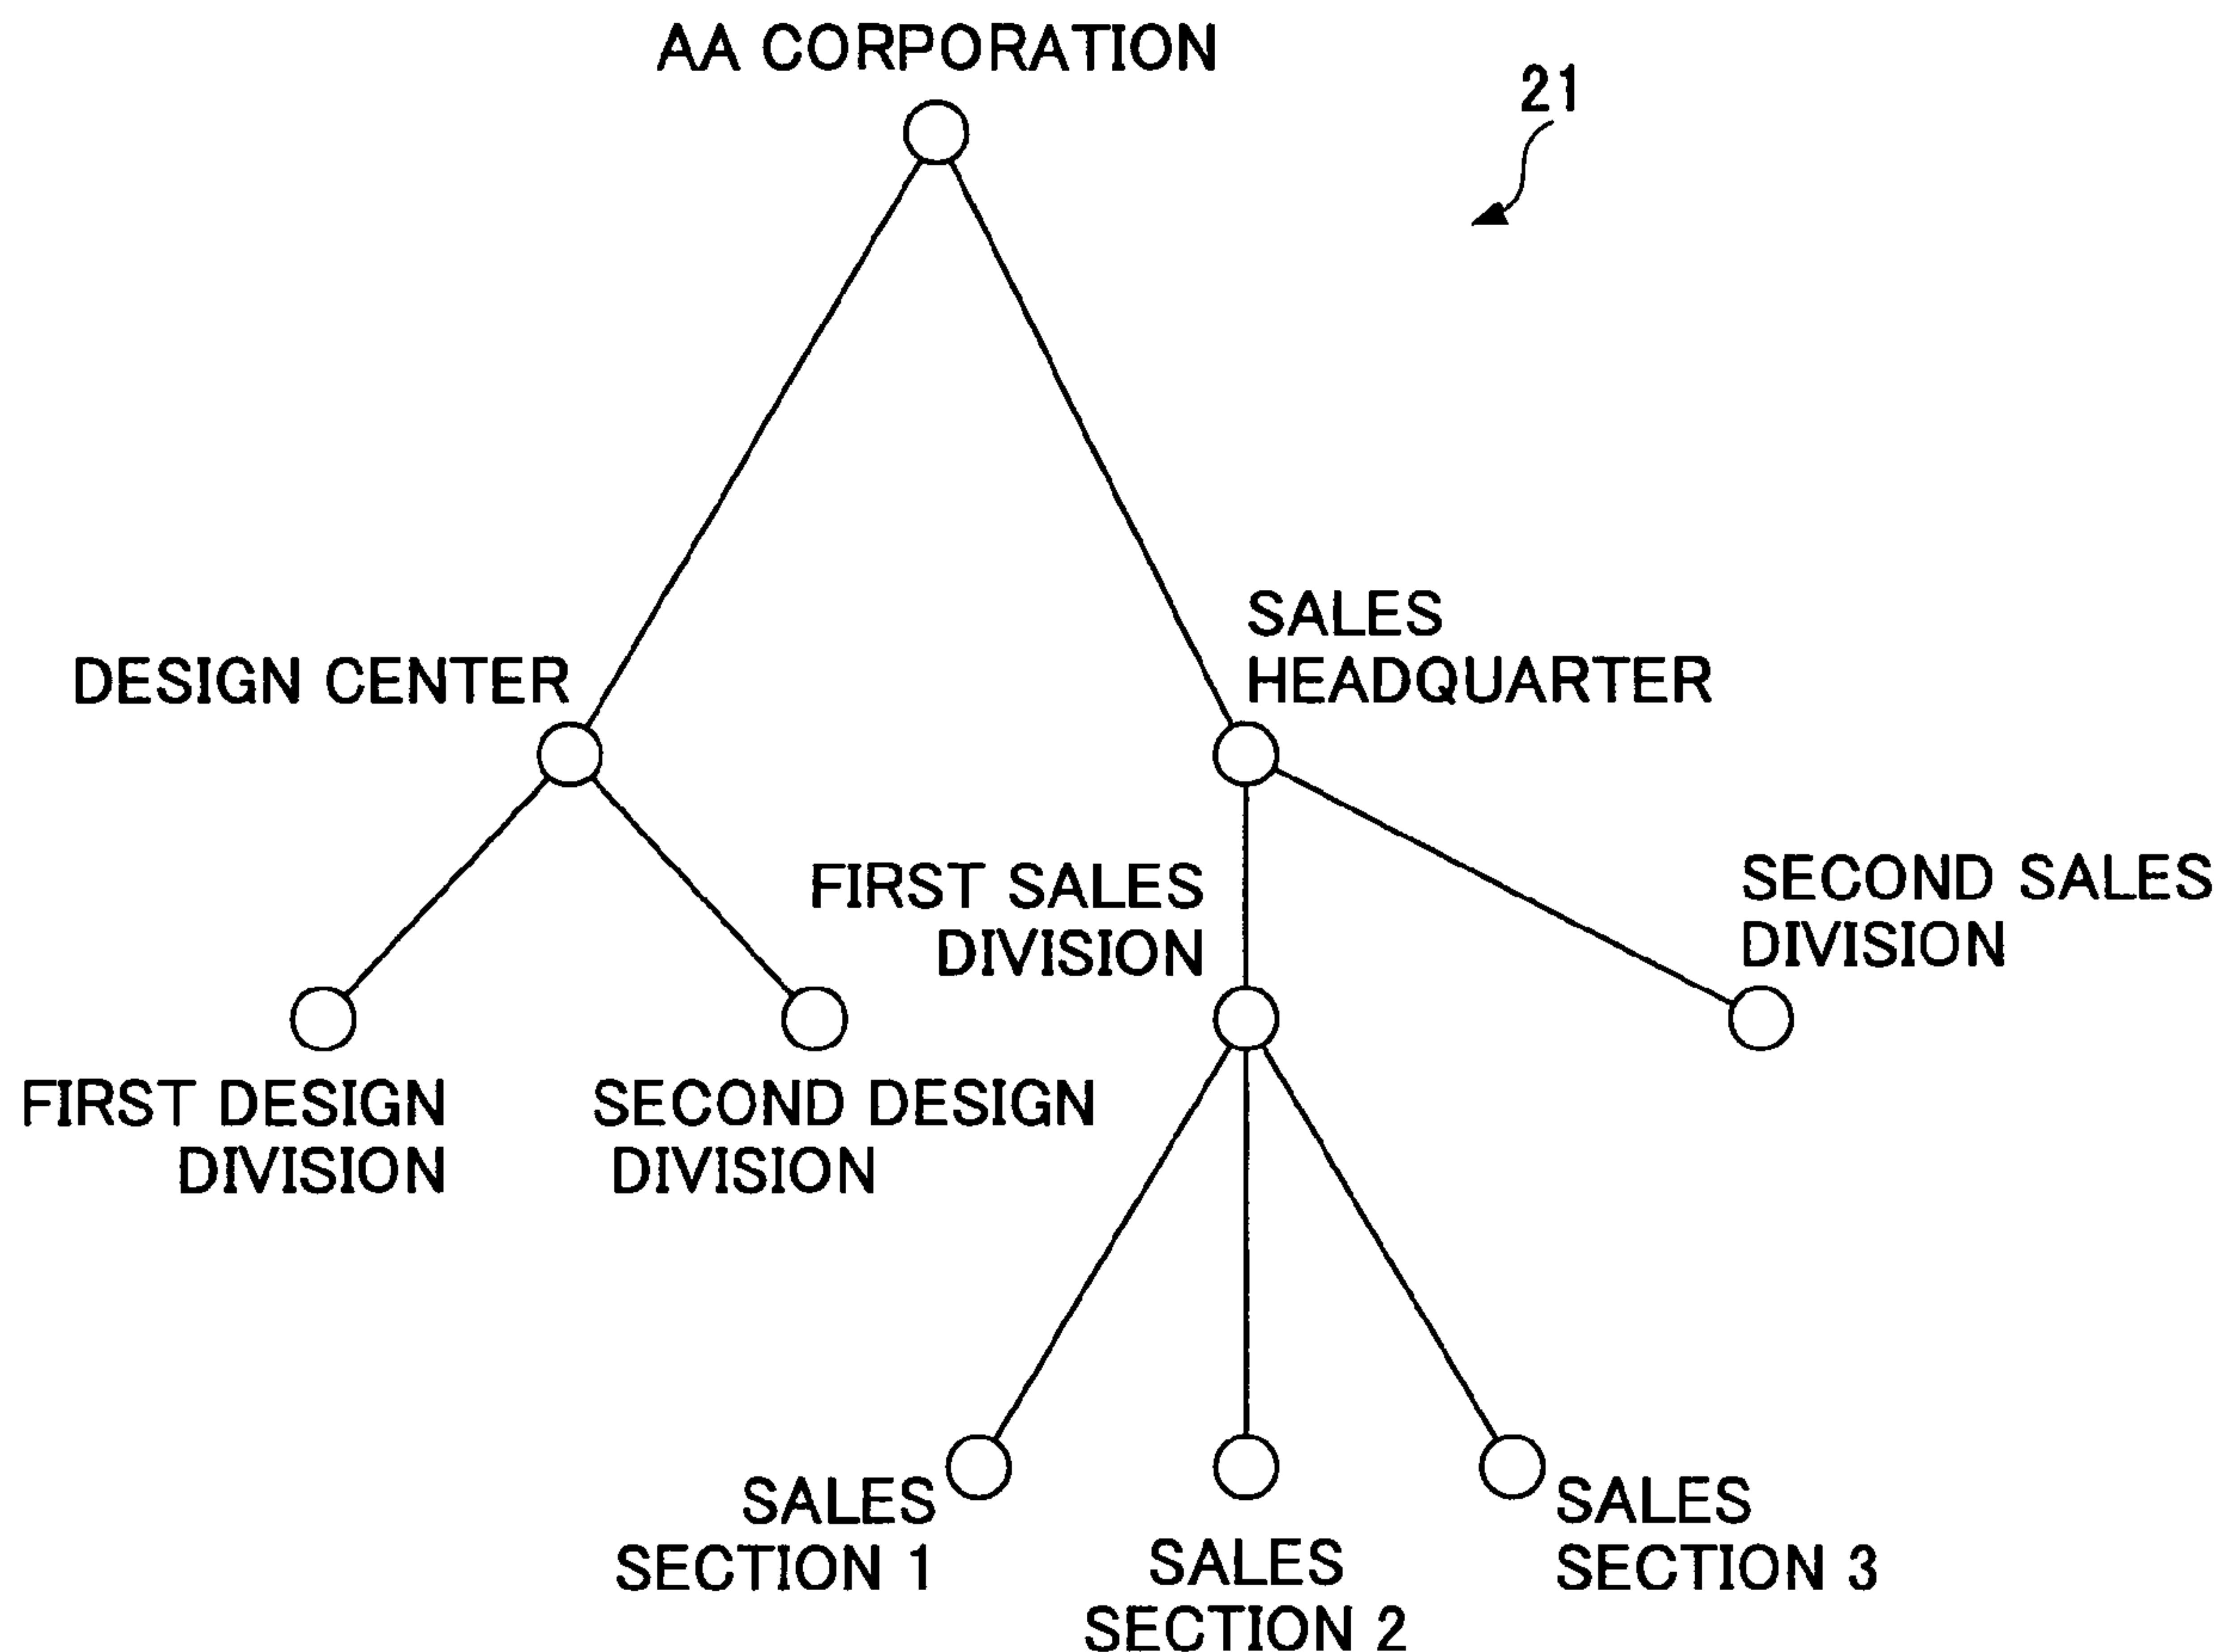 AA CORPORATION
21
SALES
HEADQUARTER
DESIGN CENTER
FIRST SALES
DIVISION
SECOND SALES
DIVISION
FIRST DESIGN
DIVISION
SECOND DESIGN
DIVISION
SALES
SECTION 1
SALES
SECTION 2
SALES
SECTION 3